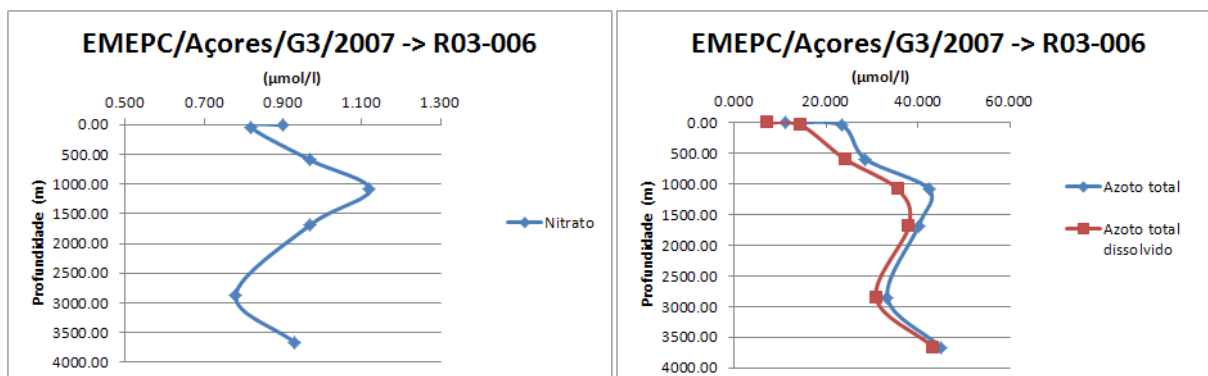 EMEPC/Açores/G3/2007 -> R03-006
(µmol/l)
0.500 0.700 0.900 1.100 1.300
0.00
500.00
1000.00
1500.00
2000.00
2500.00
3000.00
3500.00
4000.00
Profundidade (m)
Nitrato
EMEPC/Açores/G3/2007 -> R03-006
(µmol/l)
0.000 20.000 40.000 60.000
0.00
500.00
1000.00
1500.00
2000.00
2500.00
3000.00
3500.00
4000.00
Profundidade (m)
Azoto total
Azoto total
dissolvido